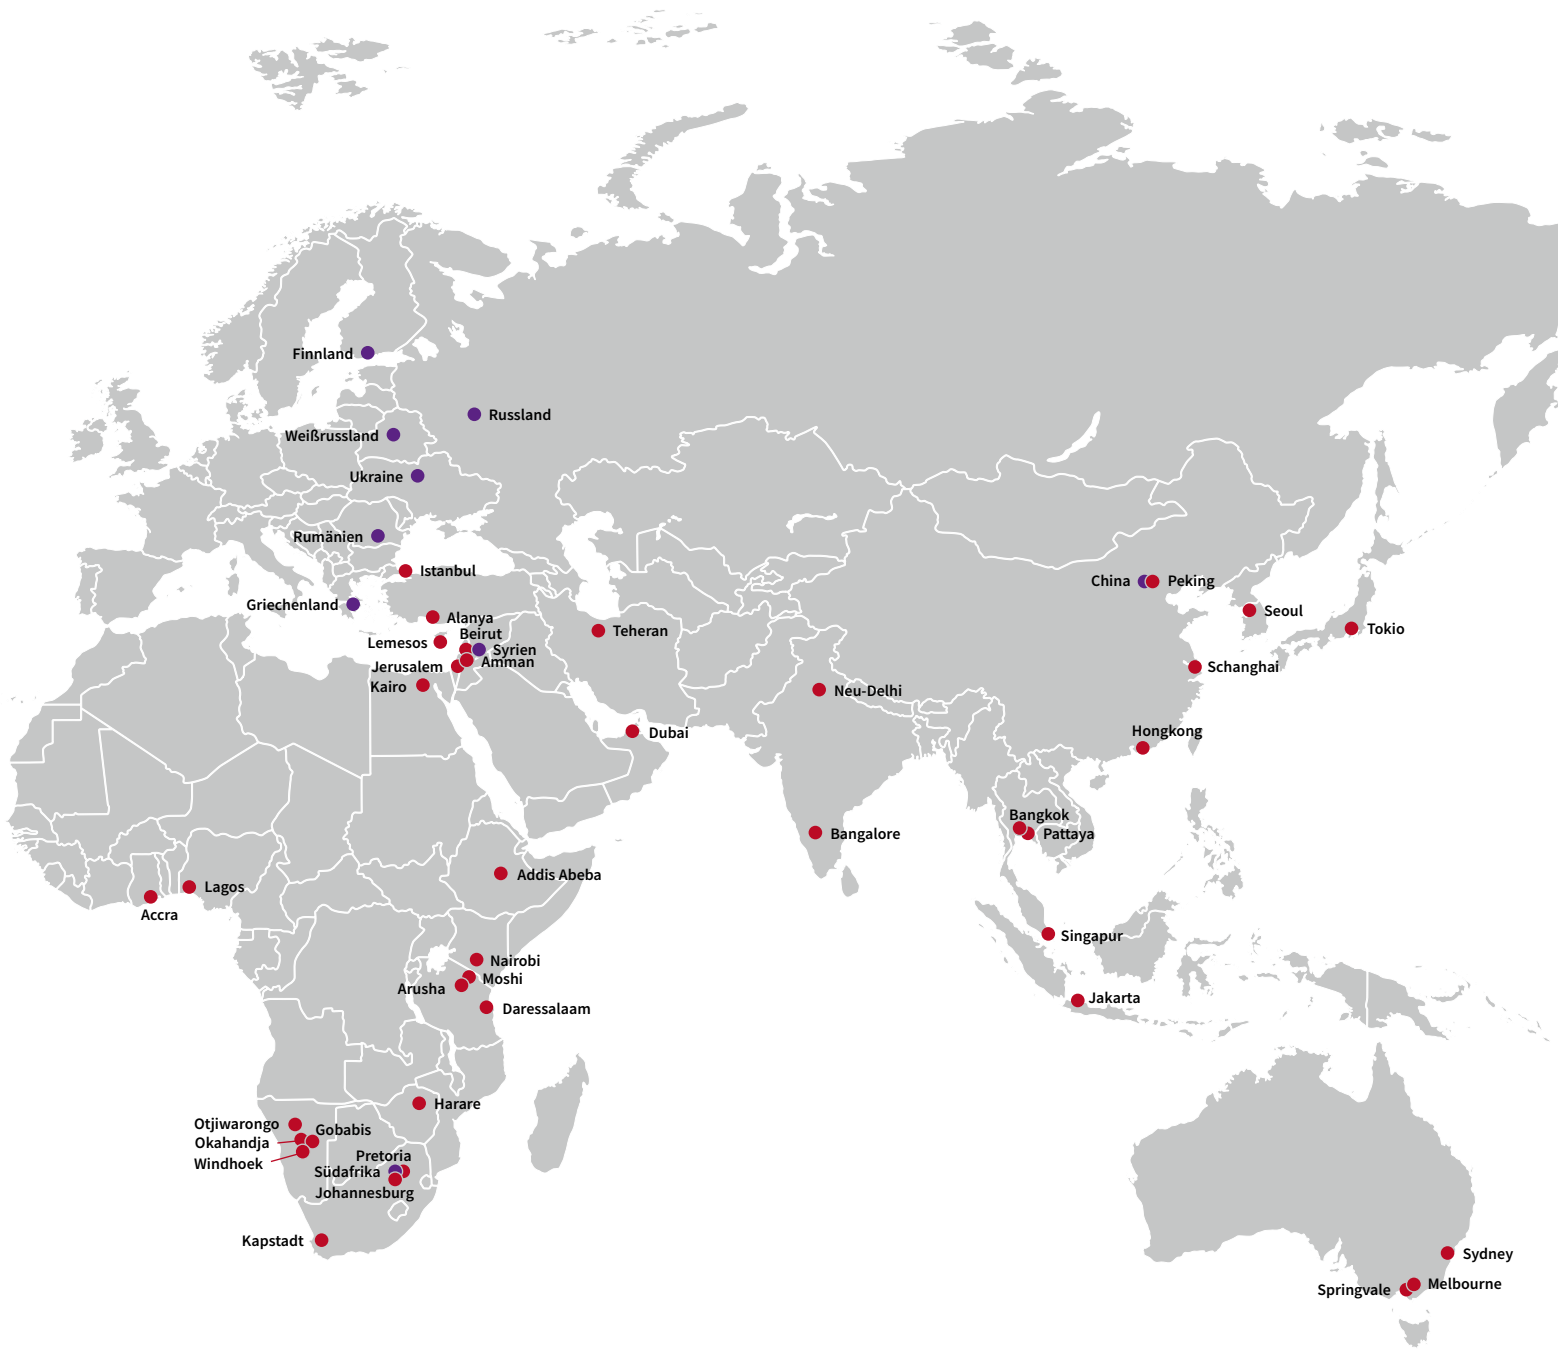 Finnland
Russland
Weißrussland
Ukraine
Rumänien
Istanbul
China
Peking
Griechenland
Seoul
Alanya
Tokio
Teheran
Beirut
Lemesos
Syrien
Amman
Jerusalem
Schanghai
Kairo
Neu-Delhi
Dubai
Hongkong
Bangkok
Bangalore
Pattaya
Addis Abeba
Lagos
Accra
Singapur
Nairobi
Moshi
Arusha
Jakarta
Daressalaam
Harare
Otjiwarongo
Gobabis
Okahandja
Pretoria
Windhoek
Südafrika
Johannesburg
Kapstadt
Sydney
Melbourne
Springvale